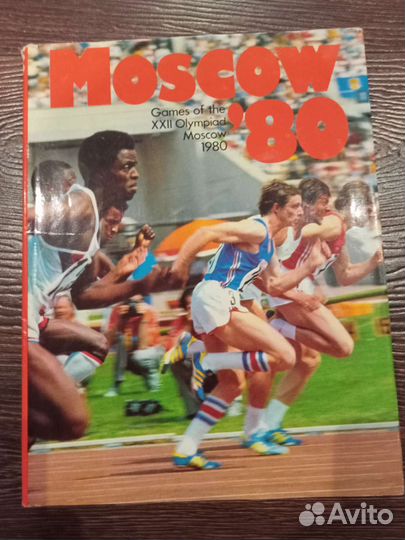 Moscow
'80
Games of the
XXII Olympiad
Moscow
1980
Avito